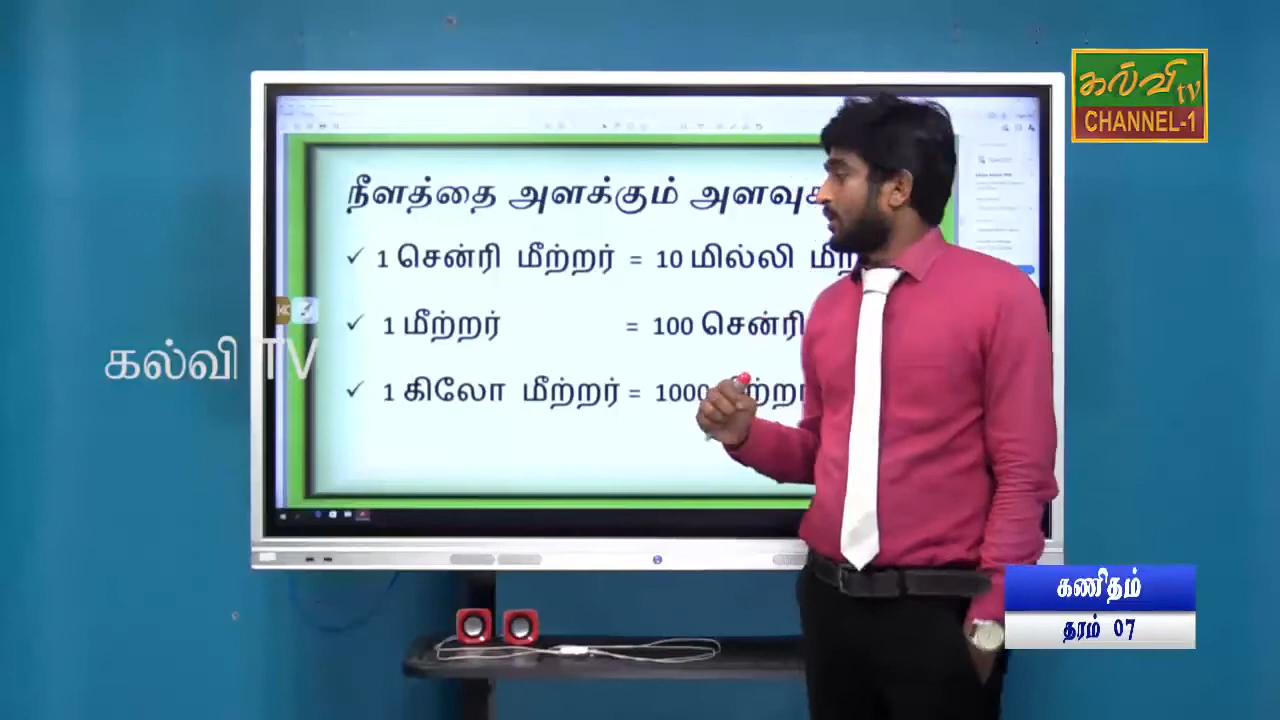 கல்வி tv
CHANNEL-1
நீளத்தை அளக்கும்
✓ 1 சென்ரி மீற்றர் = 10 மில்லி
✓ 1 மீற்றர் = 100 சென்ரி
✓ 1 கிலோ மீற்றர் = 1000 மீற்றர்
கல்வி TV
கணிதம்
தரம் 07